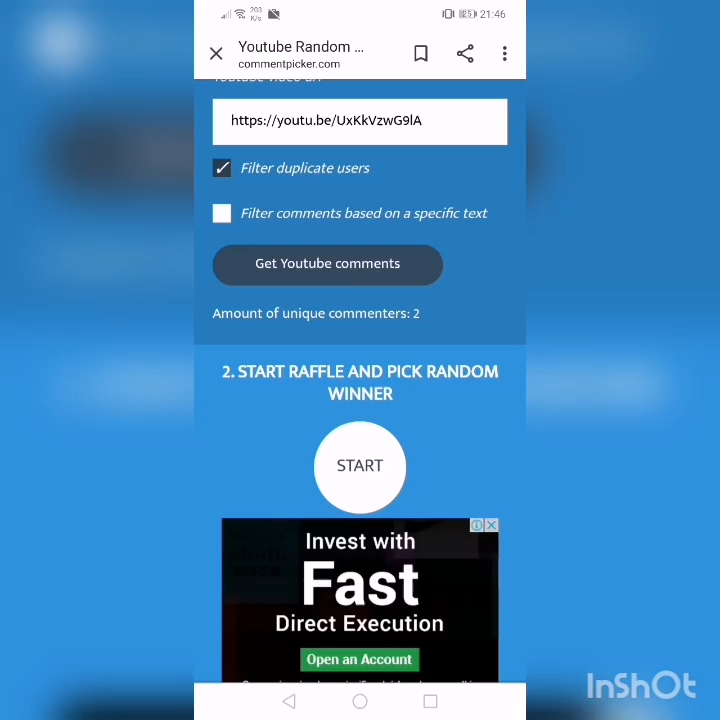 203
K/s
25
21:46
Youtube Random ...
commentpicker.com
https://youtu.be/UxKkVzwG9lA
Filter duplicate users
Filter comments based on a specific text
Get Youtube comments
Amount of unique commenters: 2
2. START RAFFLE AND PICK RANDOM
WINNER
START
Invest with
Fast
Direct Execution
Open an Account
InShOt